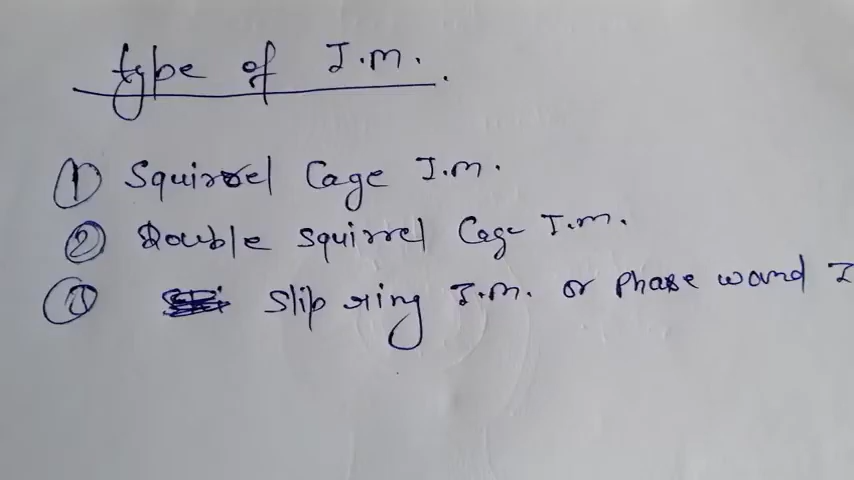 type of I.M.
① Squirrel Cage I.M.
② Double Squirrel Cage I.m.
③ Slip ring I.M. or Phase wound I